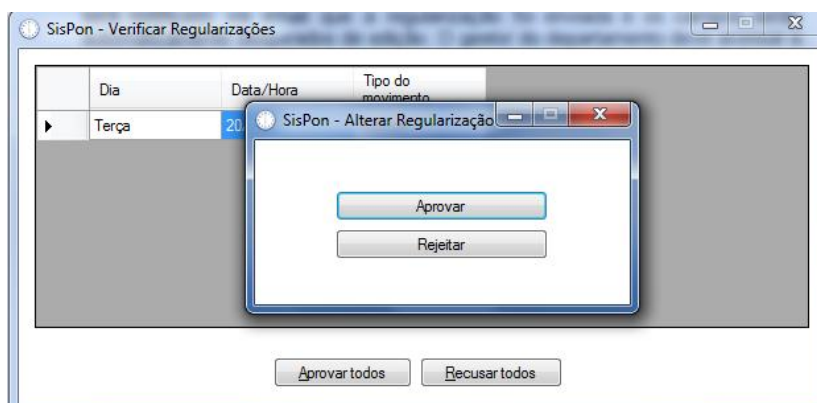 SisPon - Verificar Regularizações
Dia
Data/Hora
Tipo do
movimento
Terça
20
SisPon - Alterar Regularização
Aprovar
Rejeitar
Aprovar todos
Recusar todos